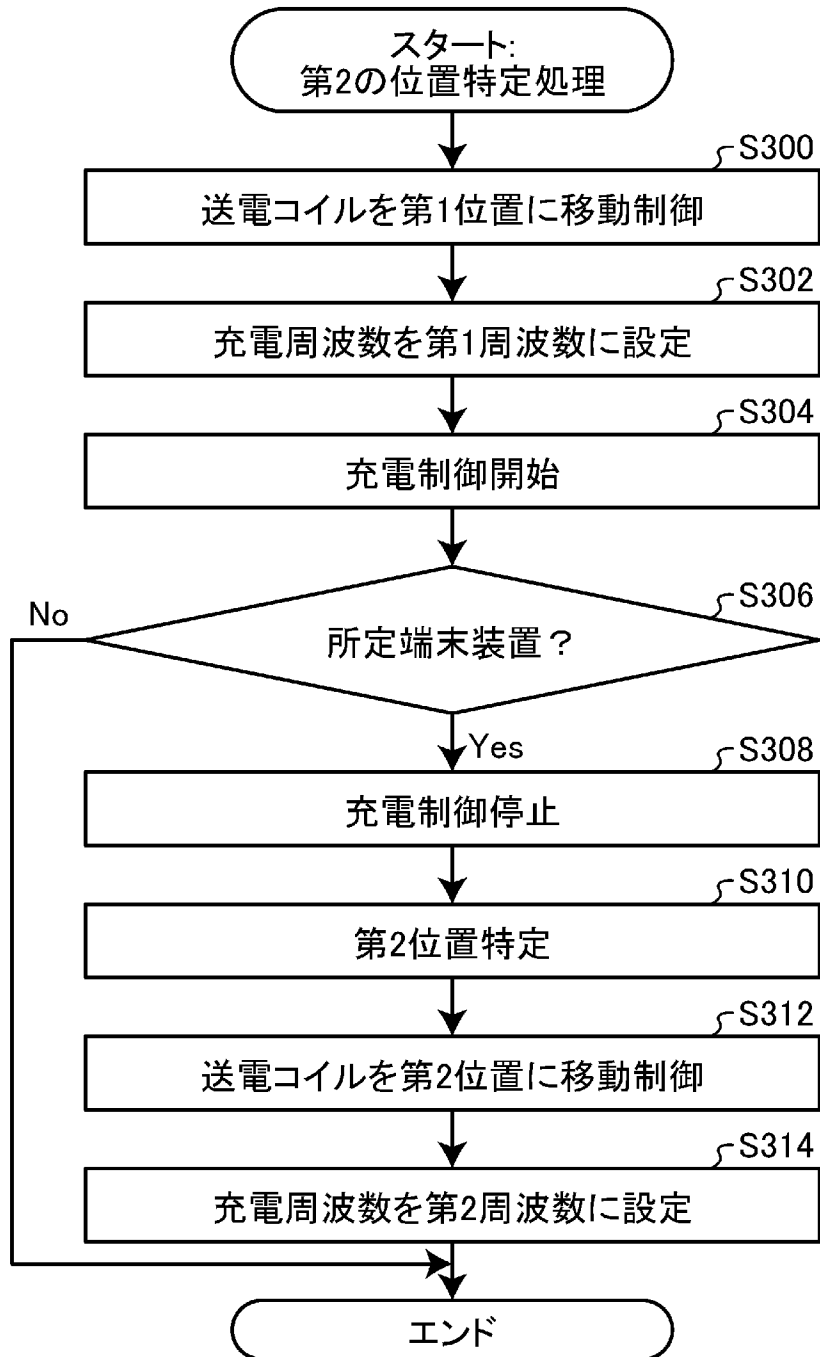 スタート:
第2の位置特定処理
S300
送電コイルを第1位置に移動制御
S302
充電周波数を第1周波数に設定
S304
充電制御開始
S306
No
所定端末装置？
Yes
S308
充電制御停止
S310
第2位置特定
S312
送電コイルを第2位置に移動制御
S314
充電周波数を第2周波数に設定
エンド